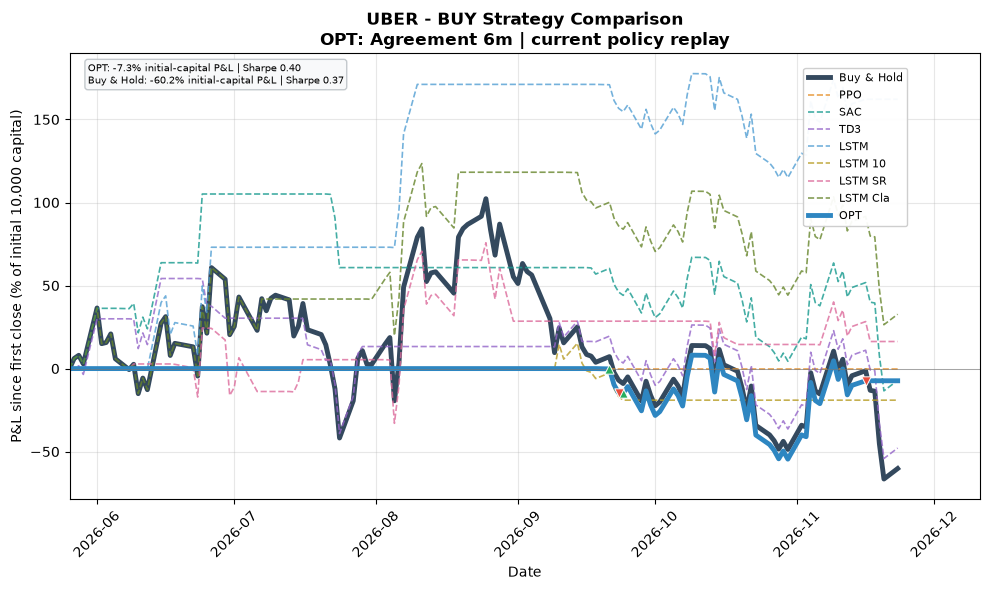 UBER - BUY Strategy Comparison
OPT: Agreement 6m | current policy replay
OPT: -7.3% initial-capital P&L | Sharpe 0.40
Buy & Hold: -60.2% initial-capital P&L | Sharpe 0.37
Buy & Hold
PPO
SAC
TD3
LSTM
LSTM 10
LSTM SR
LSTM Cla
OPT
P&L since first close (% of initial 10,000 capital)
150
100
50
0
−50
2026-06
2026-07
2026-08
2026-09
2026-10
2026-11
2026-12
Date